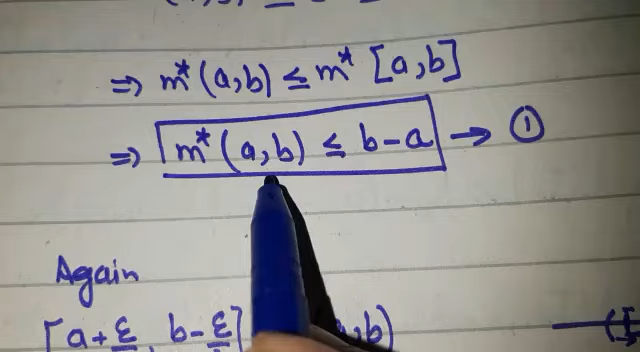 ⇒ m*(a,b) ≤ m* [a,b]
⇒ m*(a,b) ≤ b-a → ①
Again
[a+ε, b-ε] ,b)